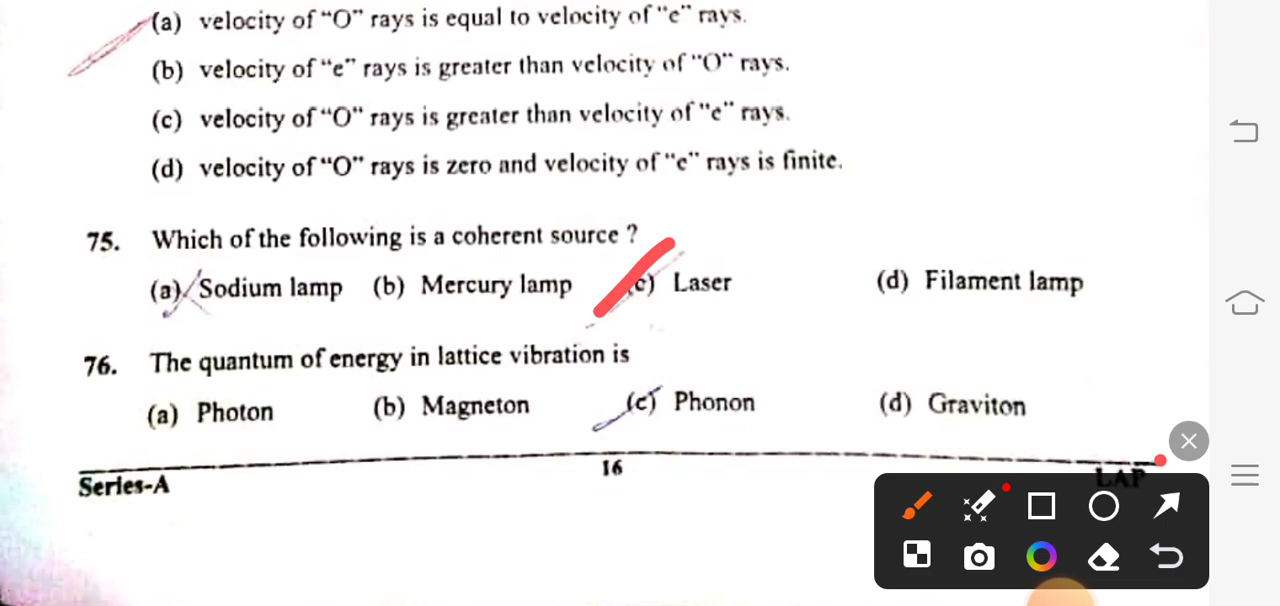 (a) velocity of "O" rays is equal to velocity of "e" rays.
(b) velocity of "e" rays is greater than velocity of "O" rays.
(c) velocity of "O" rays is greater than velocity of "e" rays.
(d) velocity of "O" rays is zero and velocity of "e" rays is finite.
75. Which of the following is a coherent source ?
(a) Sodium lamp (b) Mercury lamp (c) Laser (d) Filament lamp
76. The quantum of energy in lattice vibration is
(a) Photon (b) Magneton (c) Phonon (d) Graviton
Series-A 16 LAP